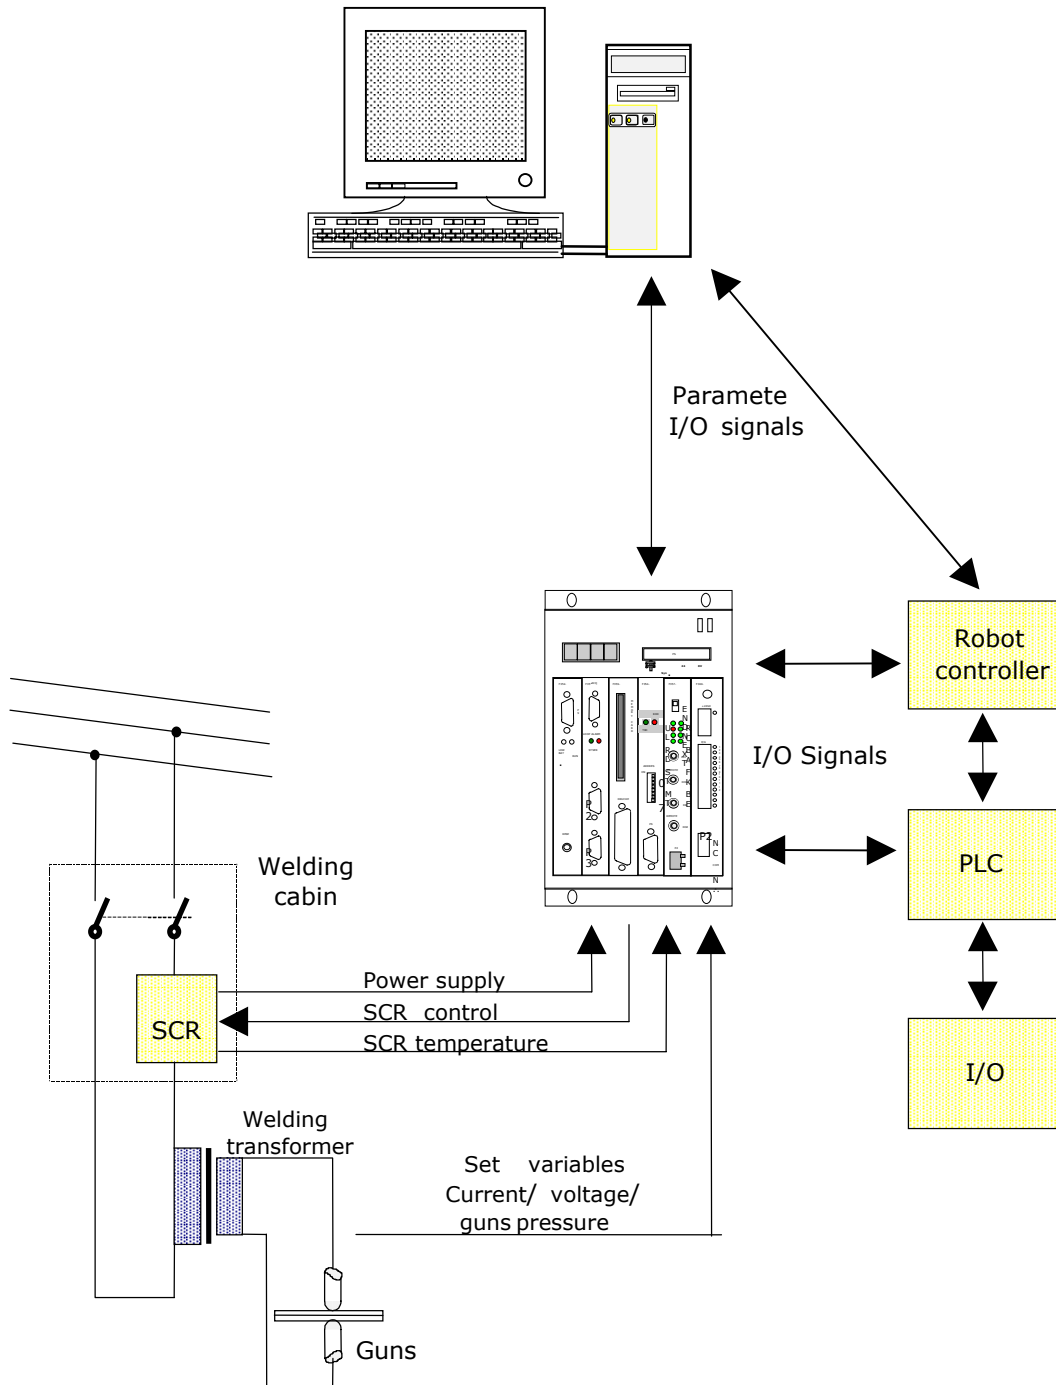 Paramete
I/O signals
Robot
controller
I/O Signals
PLC
I/O
Welding
cabin
SCR
Power supply
SCR control
SCR temperature
Welding
transformer
Set variables
Current/ voltage/
guns pressure
Guns
P2